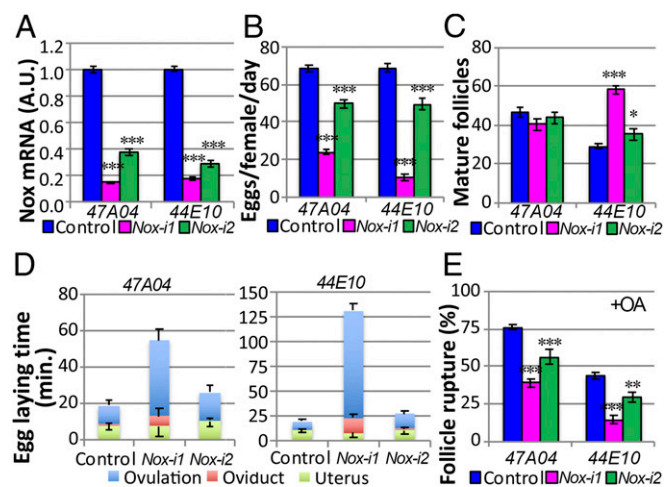 A
Nox mRNA (A.U.)
1.2
1.0
0.8
0.6
0.4
0.2
0.0
***
***
***
***
47A04
44E10
Control Nox-i1 Nox-i2
B
Eggs/female/day
80
60
40
20
0
***
***
***
***
47A04
44E10
Control Nox-i1 Nox-i2
C
Mature follicles
80
60
40
20
0
***
*
47A04
44E10
Control Nox-i1 Nox-i2
D
47A04
Egg laying time
(min.)
80
60
40
20
0
Control Nox-i1 Nox-i2
44E10
150
125
100
75
50
25
0
Control Nox-i1 Nox-i2
Ovulation Oviduct Uterus
E
+OA
Follicle rupture (%)
100
75
50
25
0
***
***
***
**
47A04
44E10
Control Nox-i1 Nox-i2